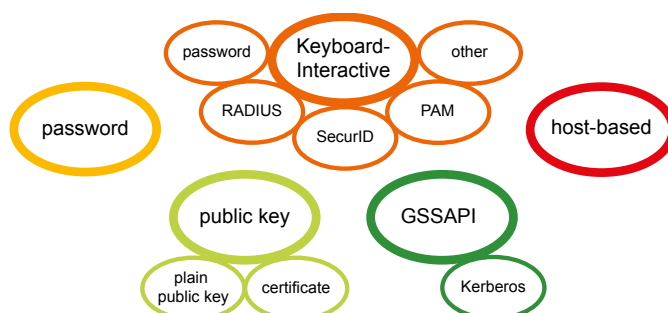 Keyboard-
Interactive
password
other
RADIUS
PAM
SecurID
password
host-based
public key
GSSAPI
plain
public key
certificate
Kerberos